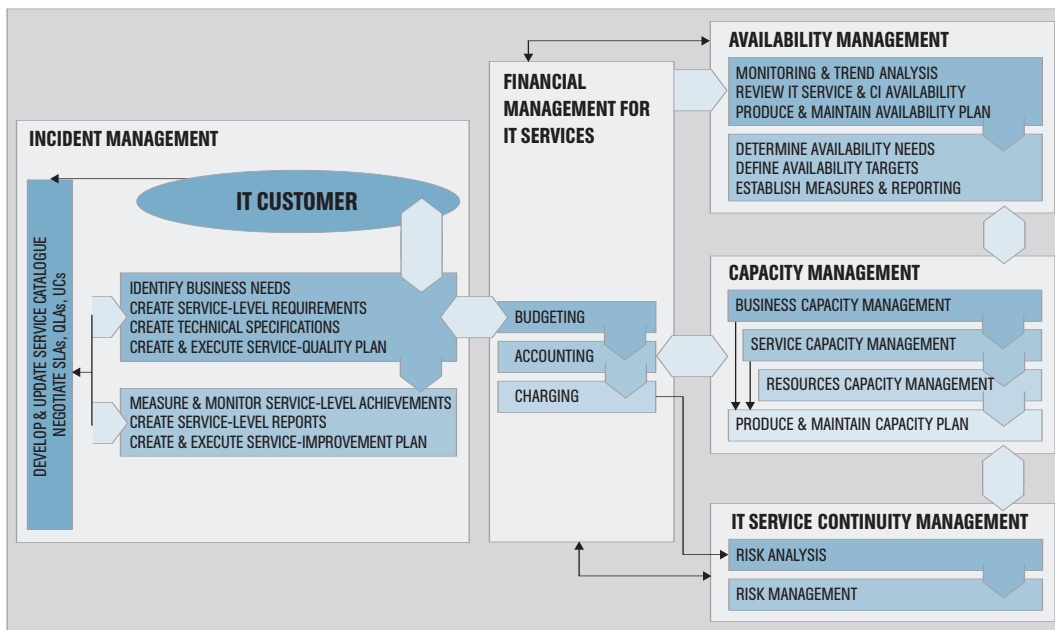 INCIDENT MANAGEMENT
IT CUSTOMER
DEVELOP & UPDATE SERVICE CATALOGUE
NEGOTIATE SLAs, QLAs, UCs
IDENTIFY BUSINESS NEEDS
CREATE SERVICE-LEVEL REQUIREMENTS
CREATE TECHNICAL SPECIFICATIONS
CREATE & EXECUTE SERVICE-QUALITY PLAN
MEASURE & MONITOR SERVICE-LEVEL ACHIEVEMENTS
CREATE SERVICE-LEVEL REPORTS
CREATE & EXECUTE SERVICE-IMPROVEMENT PLAN
FINANCIAL
MANAGEMENT FOR
IT SERVICES
BUDGETING
ACCOUNTING
CHARGING
AVAILABILITY MANAGEMENT
MONITORING & TREND ANALYSIS
REVIEW IT SERVICE & CI AVAILABILITY
PRODUCE & MAINTAIN AVAILABILITY PLAN
DETERMINE AVAILABILITY NEEDS
DEFINE AVAILABILITY TARGETS
ESTABLISH MEASURES & REPORTING
CAPACITY MANAGEMENT
BUSINESS CAPACITY MANAGEMENT
SERVICE CAPACITY MANAGEMENT
RESOURCES CAPACITY MANAGEMENT
PRODUCE & MAINTAIN CAPACITY PLAN
IT SERVICE CONTINUITY MANAGEMENT
RISK ANALYSIS
RISK MANAGEMENT